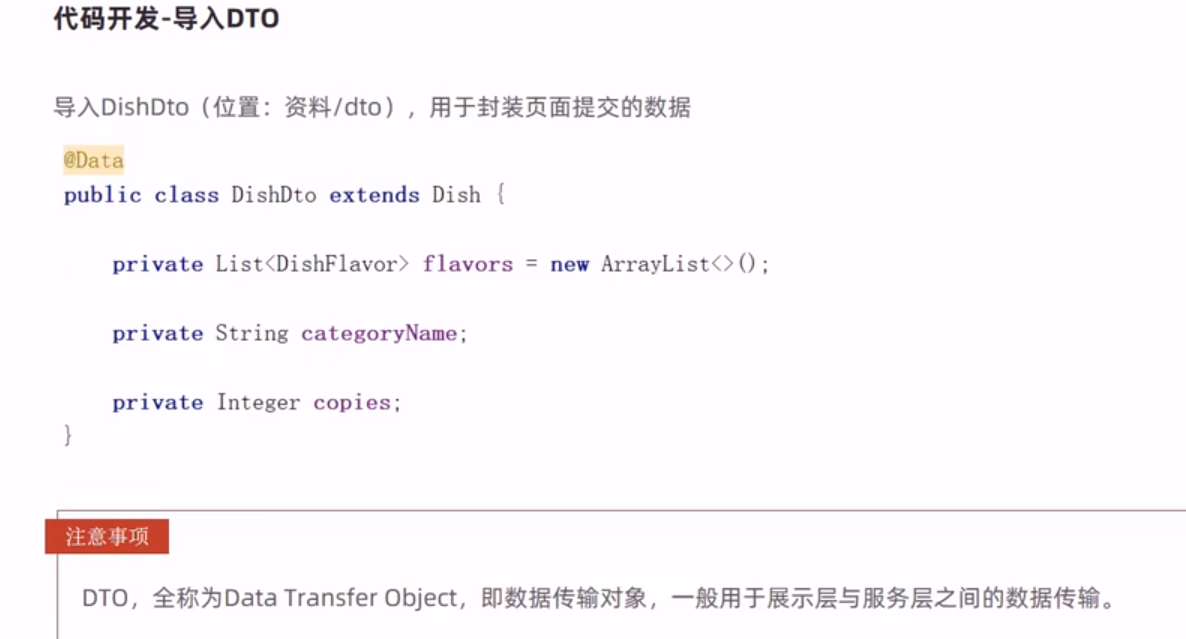 代码开发-导入DTO
导入DishDto（位置：资料/dto），用于封装页面提交的数据
@Data
public class DishDto extends Dish {
private List<DishFlavor> flavors = new ArrayList<>();
private String categoryName;
private Integer copies;
}
注意事项
DTO，全称为Data Transfer Object，即数据传输对象，一般用于展示层与服务层之间的数据传输。